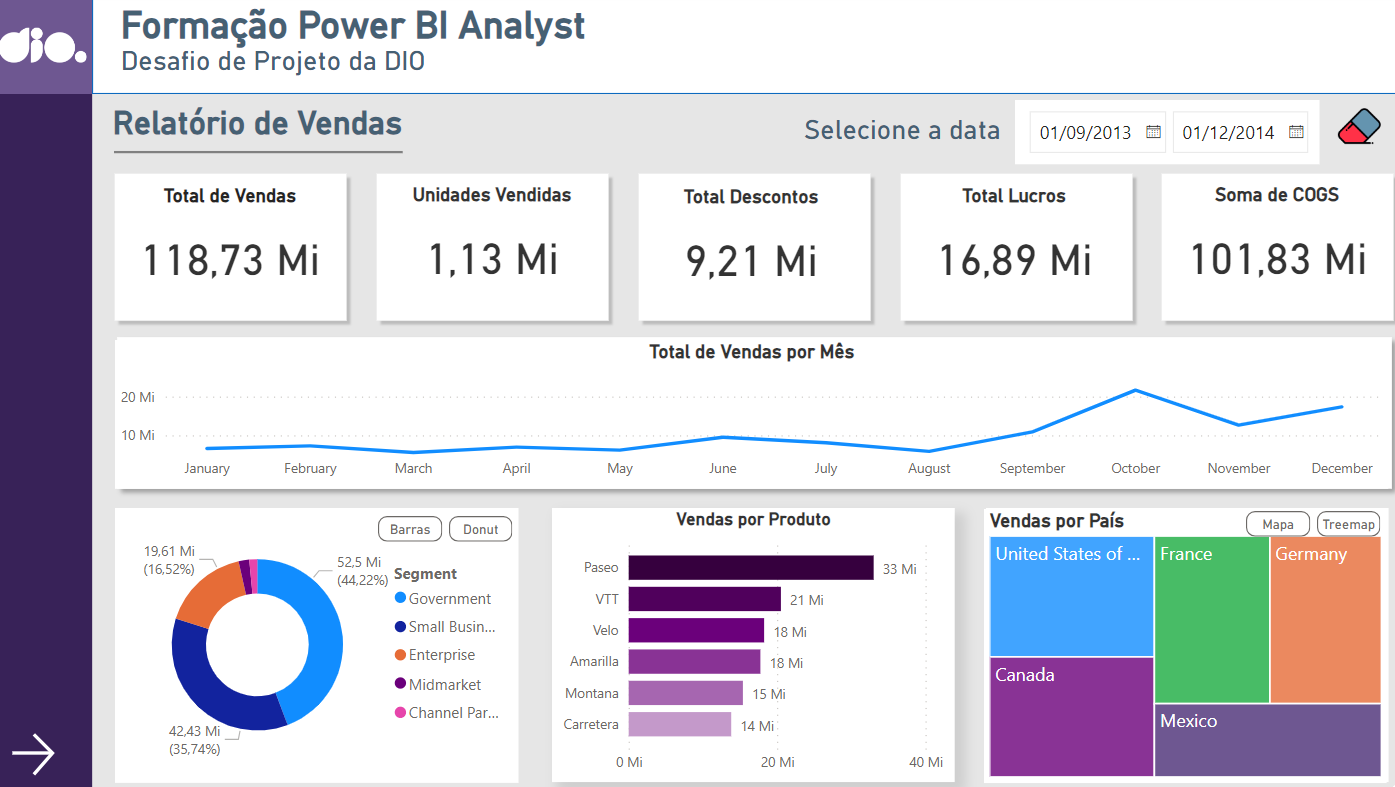 dio.
Formação Power BI Analyst
Desafio de Projeto da DIO
Relatório de Vendas
Selecione a data
01/09/2013
01/12/2014
Total de Vendas
118,73 Mi
Unidades Vendidas
1,13 Mi
Total Descontos
9,21 Mi
Total Lucros
16,89 Mi
Soma de COGS
101,83 Mi
Total de Vendas por Mês
20 Mi
10 Mi
January
February
March
April
May
June
July
August
September
October
November
December
Barras
Donut
19,61 Mi
(16,52%)
52,5 Mi
(44,22%)
42,43 Mi
(35,74%)
Segment
Government
Small Busin...
Enterprise
Midmarket
Channel Par...
Vendas por Produto
Paseo
33 Mi
VTT
21 Mi
Velo
18 Mi
Amarilla
18 Mi
Montana
15 Mi
Carretera
14 Mi
0 Mi
20 Mi
40 Mi
Vendas por País
Mapa
Treemap
United States of ...
France
Germany
Canada
Mexico